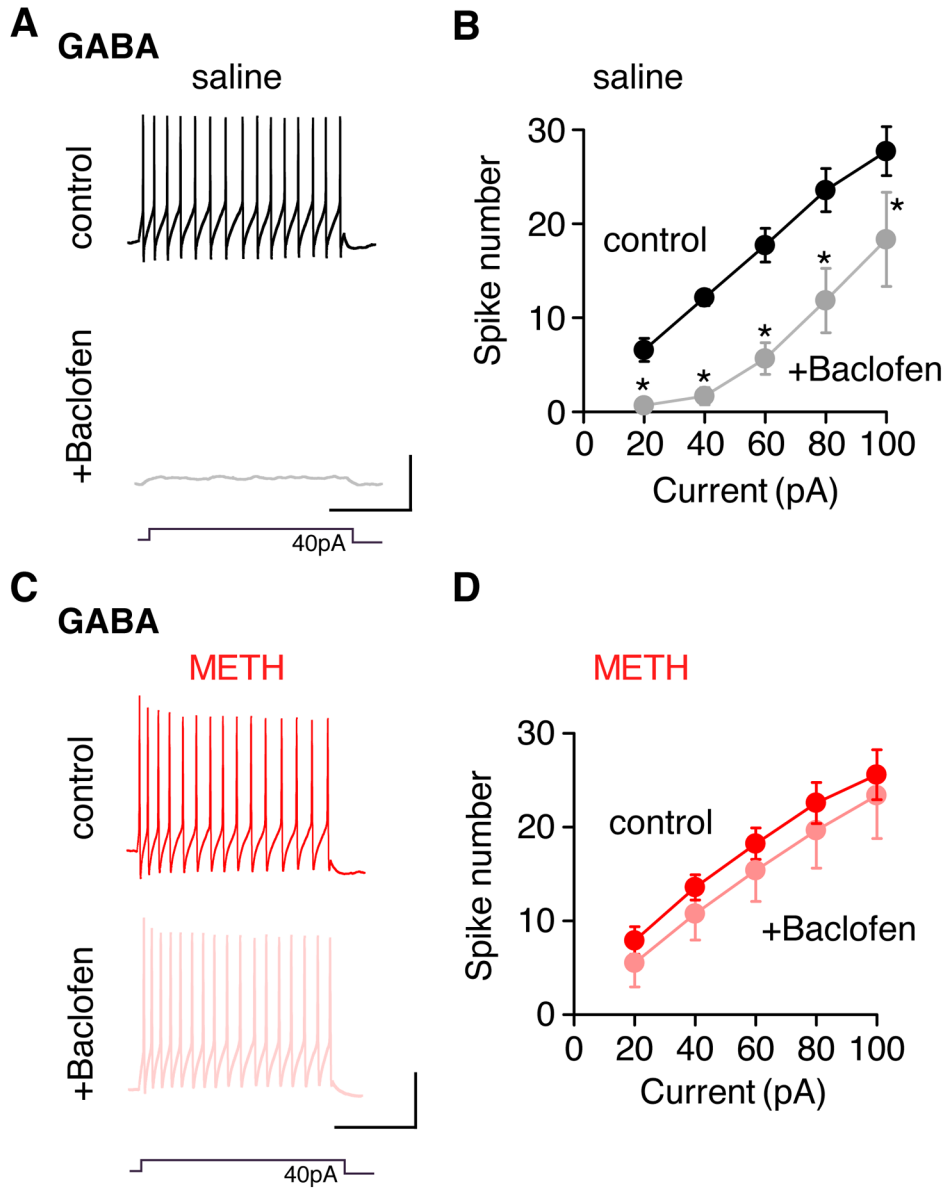 A
GABA
saline
control
+Baclofen
40pA
B
saline
30
20
10
0
Spike number
control
*
*
*
*
*
+Baclofen
0 20 40 60 80 100
Current (pA)
C
GABA
METH
control
+Baclofen
40pA
D
METH
30
20
10
0
Spike number
control
+Baclofen
0 20 40 60 80 100
Current (pA)